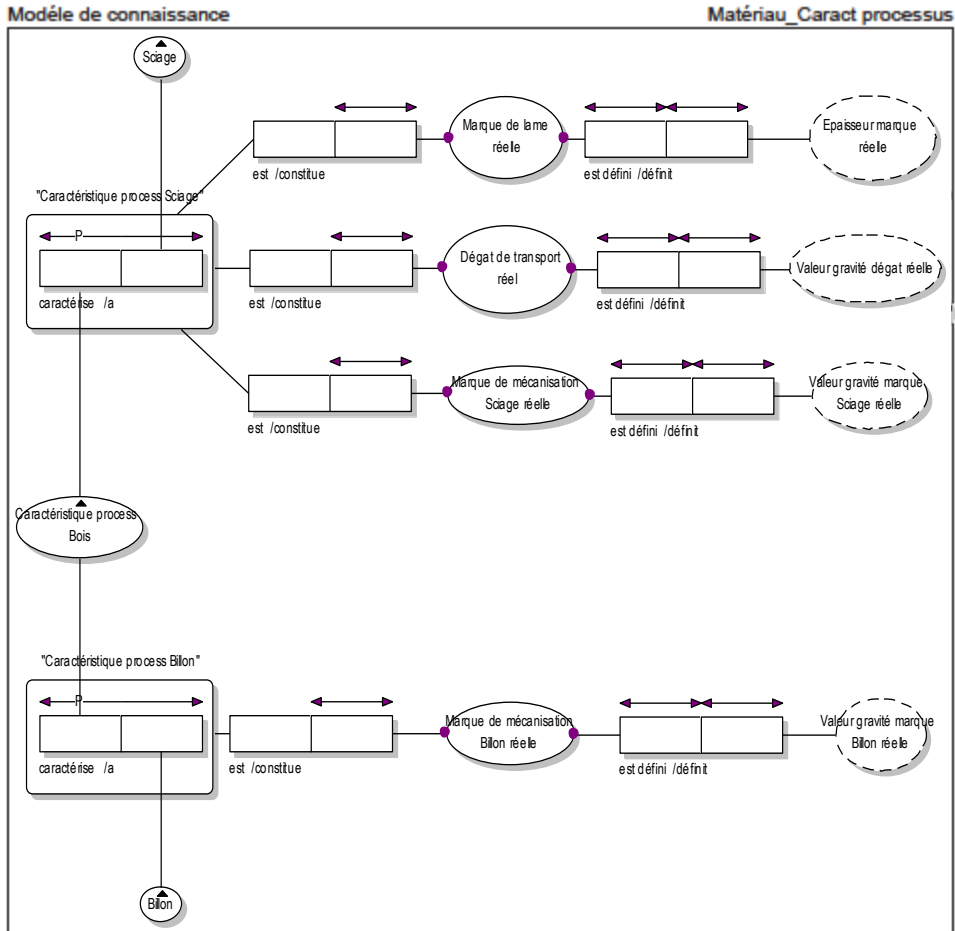 Modéle de connaissance
Matériau_Caract processus
Sciage
Marque de lame
réelle
Epaisseur marque
réelle
est /constitue
est défini /définit
"Caractéristique process Sciage"
P
Dégat de transport
réel
Valeur gravité dégat réelle
caractérise /a
est /constitue
est défini /définit
Marque de mécanisation
Sciage réelle
Valeur gravité marque
Sciage réelle
est /constitue
est défini /définit
Caractéristique process
Bois
"Caractéristique process Billon"
P
Marque de mécanisation
Billon réelle
Valeur gravité marque
Billon réelle
caractérise /a
est /constitue
est défini /définit
Billon